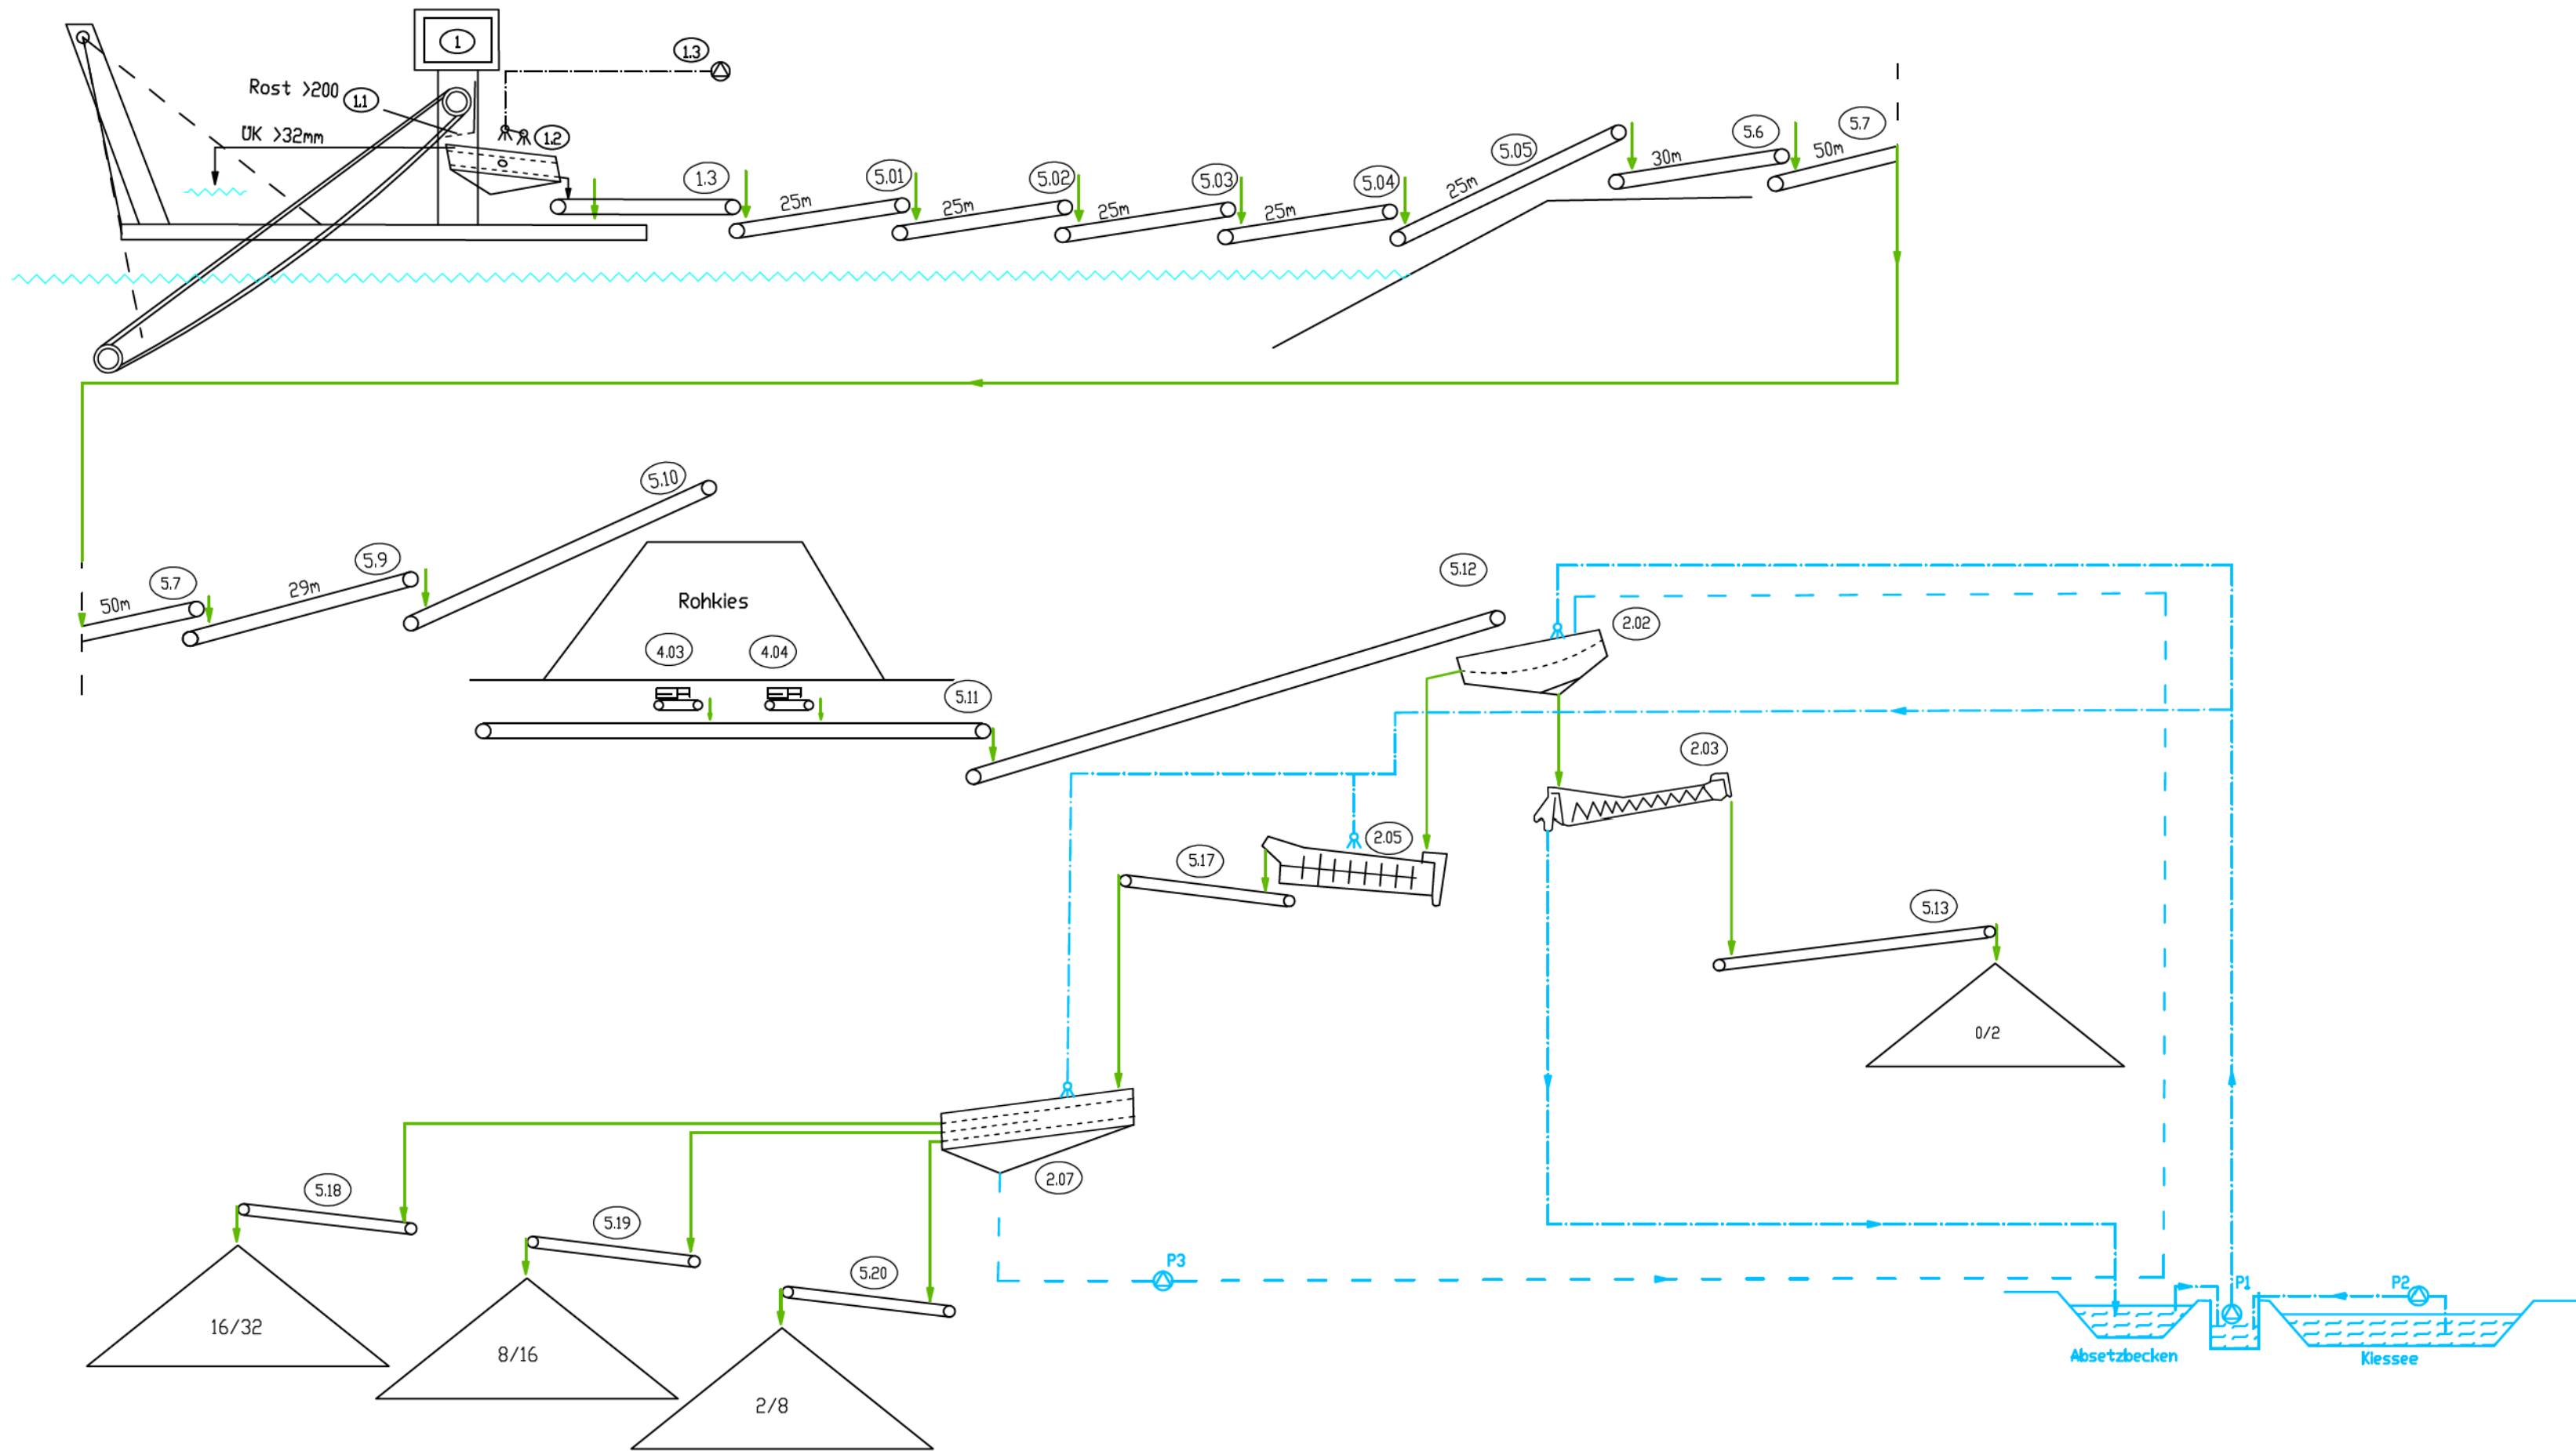 1
1.3
Rost >200
1.1
ÜK >32mm
1.2
1.3
25m
5.01
25m
5.02
25m
5.03
25m
5.04
25m
5.05
30m
5.6
50m
5.7
50m
5.7
29m
5.9
5.10
Rohkies
4.03
4.04
5.11
5.12
2.02
2.03
2.05
5.17
5.13
0/2
2.07
5.18
5.19
5.20
16/32
8/16
2/8
P3
P1
P2
Absetzbecken
Kiessee